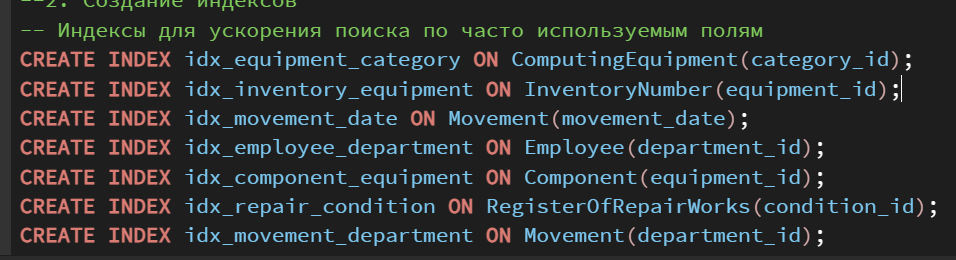 --2. Создание индексов
-- Индексы для ускорения поиска по часто используемым полям
CREATE INDEX idx_equipment_category ON ComputingEquipment(category_id);
CREATE INDEX idx_inventory_equipment ON InventoryNumber(equipment_id);
CREATE INDEX idx_movement_date ON Movement(movement_date);
CREATE INDEX idx_employee_department ON Employee(department_id);
CREATE INDEX idx_component_equipment ON Component(equipment_id);
CREATE INDEX idx_repair_condition ON RegisterOfRepairWorks(condition_id);
CREATE INDEX idx_movement_department ON Movement(department_id);